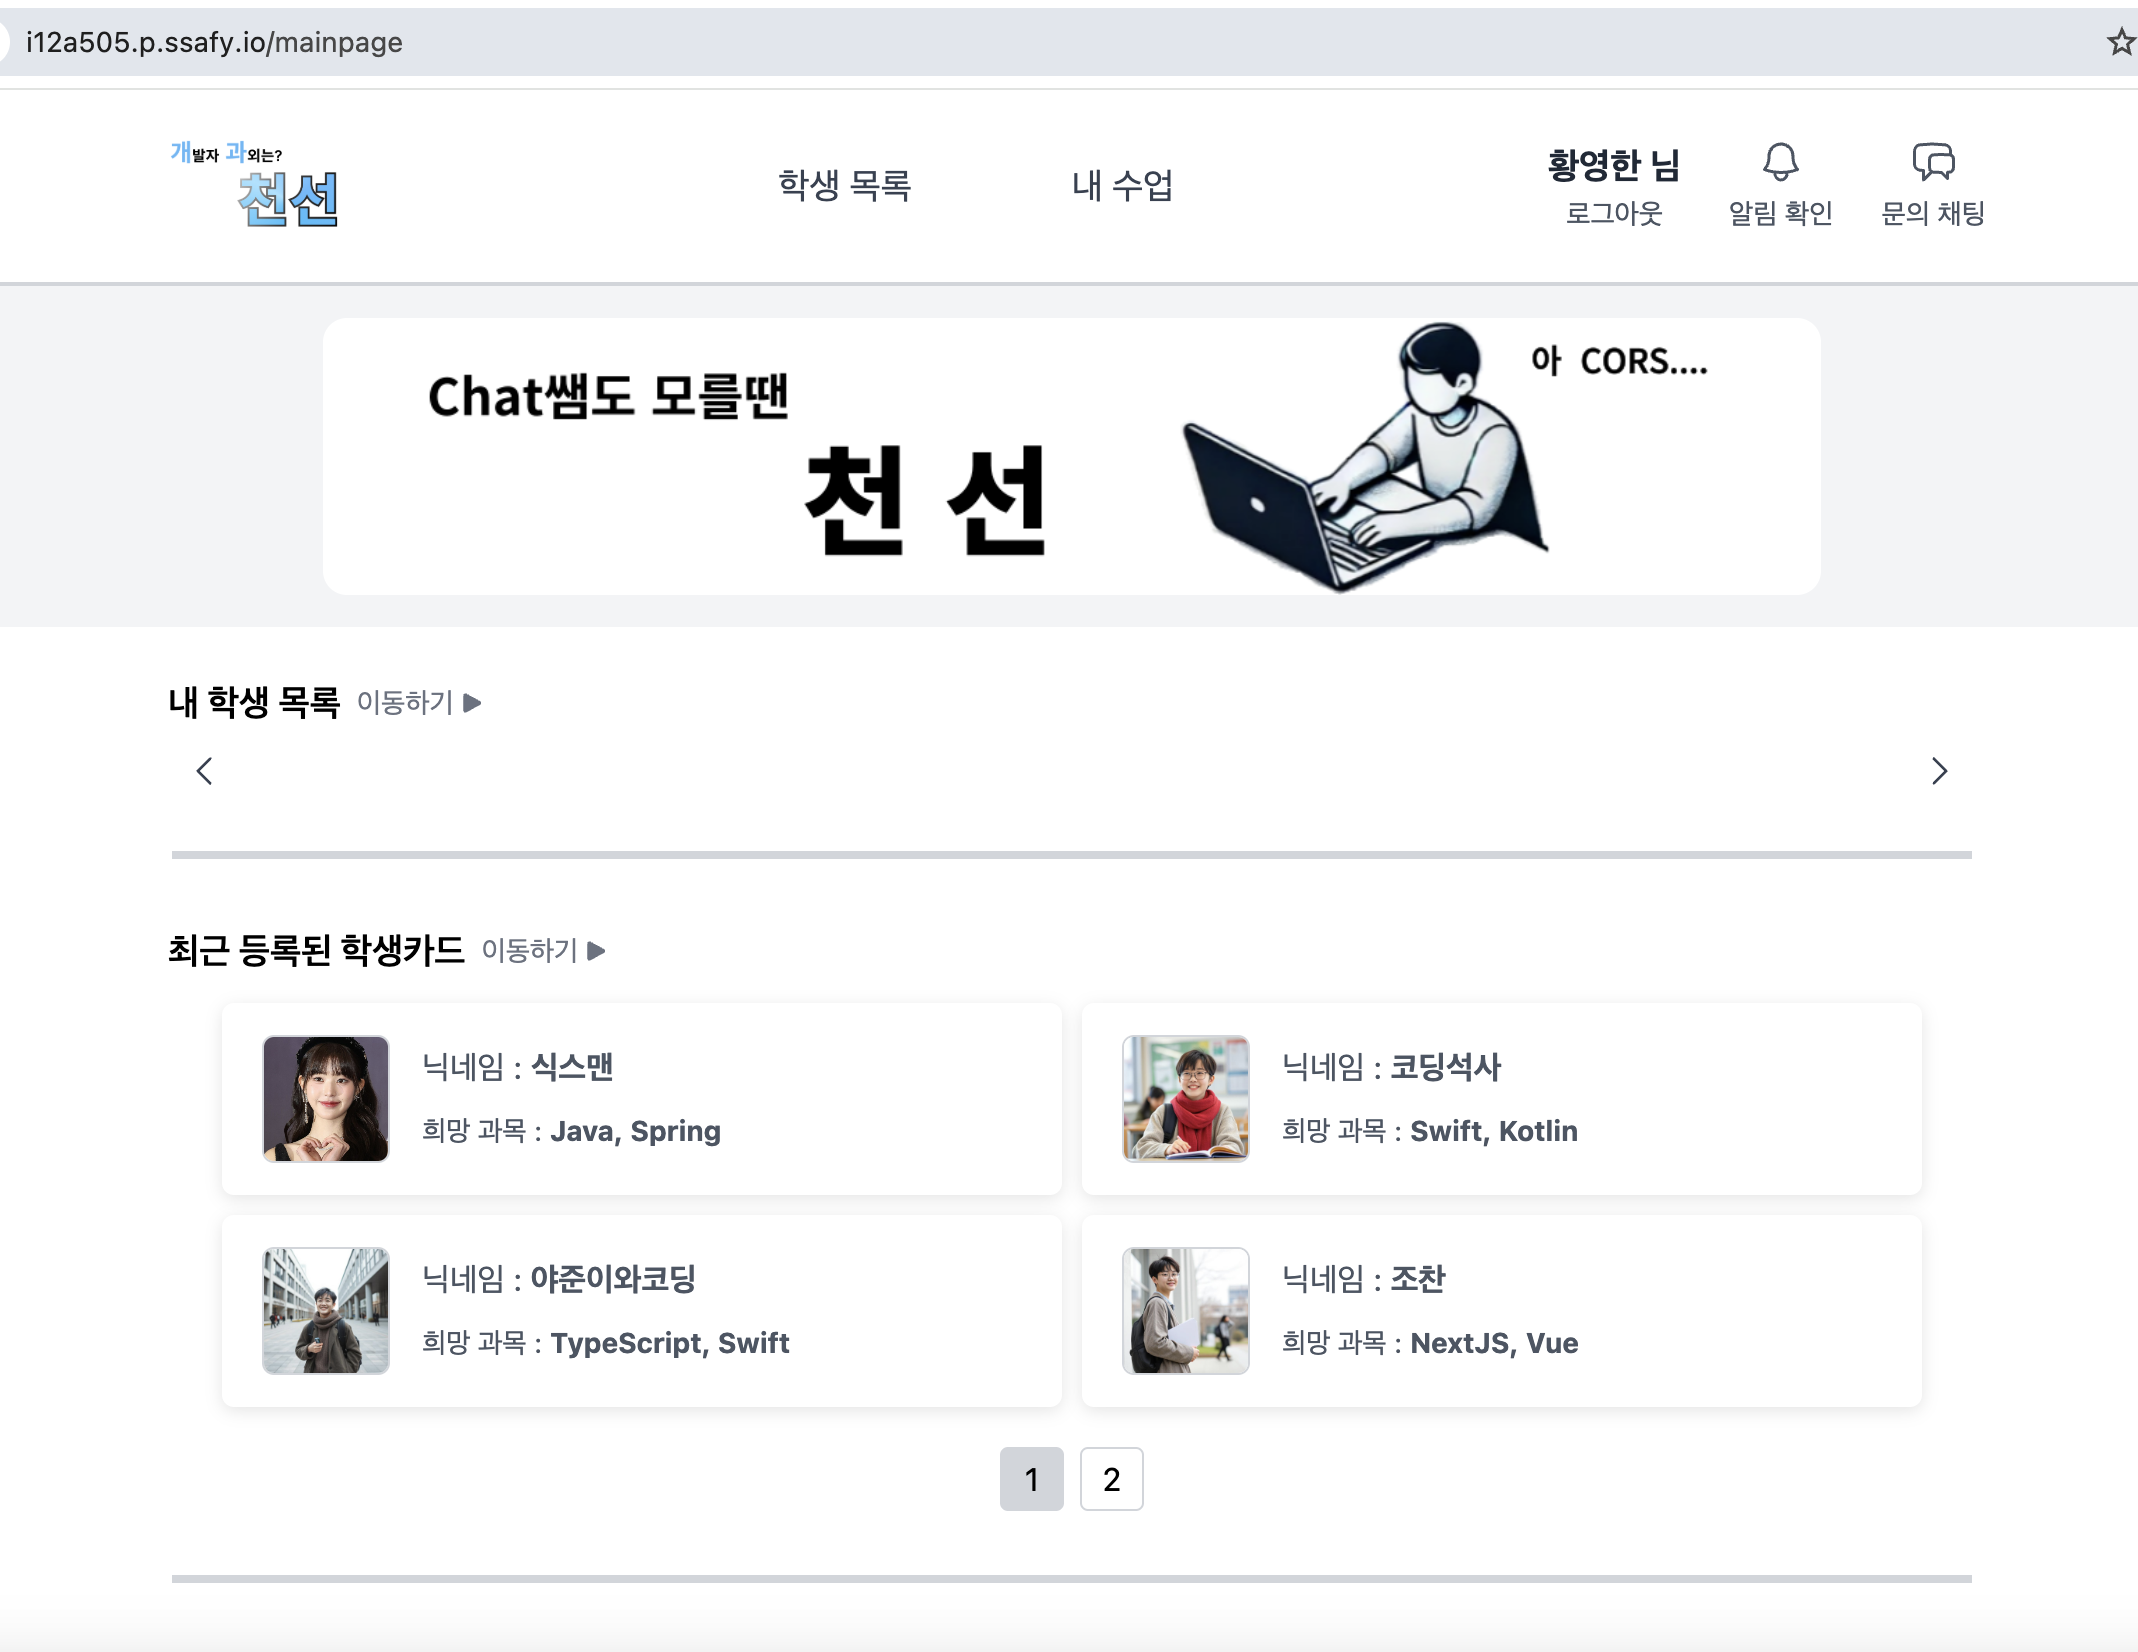 i12a505.p.ssafy.io/mainpage
개발자 과외는?
천선
학생 목록
내 수업
황영한 님
로그아웃
알림 확인
문의 채팅
Chat쌤도 모를땐
천 선
아 CORS....
내 학생 목록 이동하기 ▶
최근 등록된 학생카드 이동하기 ▶
닉네임 : 식스맨
희망 과목 : Java, Spring
닉네임 : 코딩석사
희망 과목 : Swift, Kotlin
닉네임 : 야준이와코딩
희망 과목 : TypeScript, Swift
닉네임 : 조찬
희망 과목 : NextJS, Vue
1 2